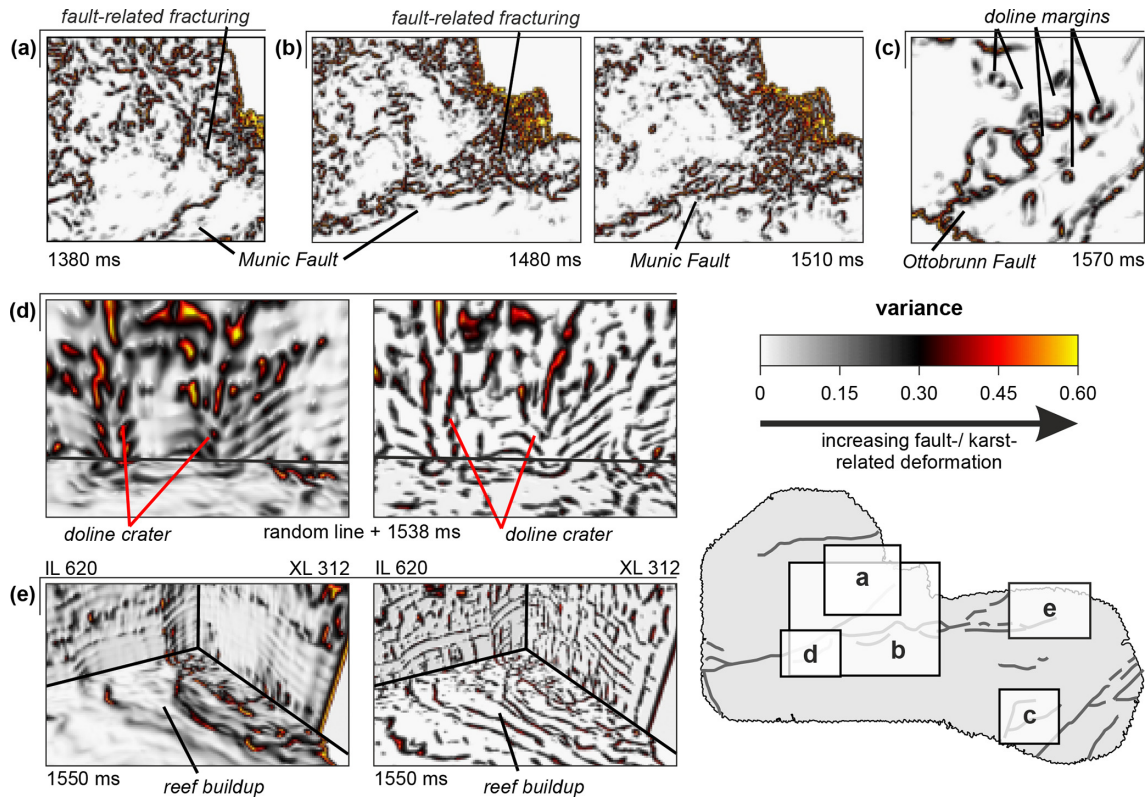 fault-related fracturing
fault-related fracturing
doline margins
(a)
(b)
(c)
1380 ms
Munic Fault
1480 ms
Munic Fault
1510 ms
Ottobrunn Fault
1570 ms
(d)
variance
0 0.15 0.30 0.45 0.60
increasing fault-/ karst-
related deformation
doline crater
random line + 1538 ms
doline crater
IL 620 XL 312 IL 620 XL 312
(e)
1550 ms
reef buildup
1550 ms
reef buildup
a
b
c
d
e